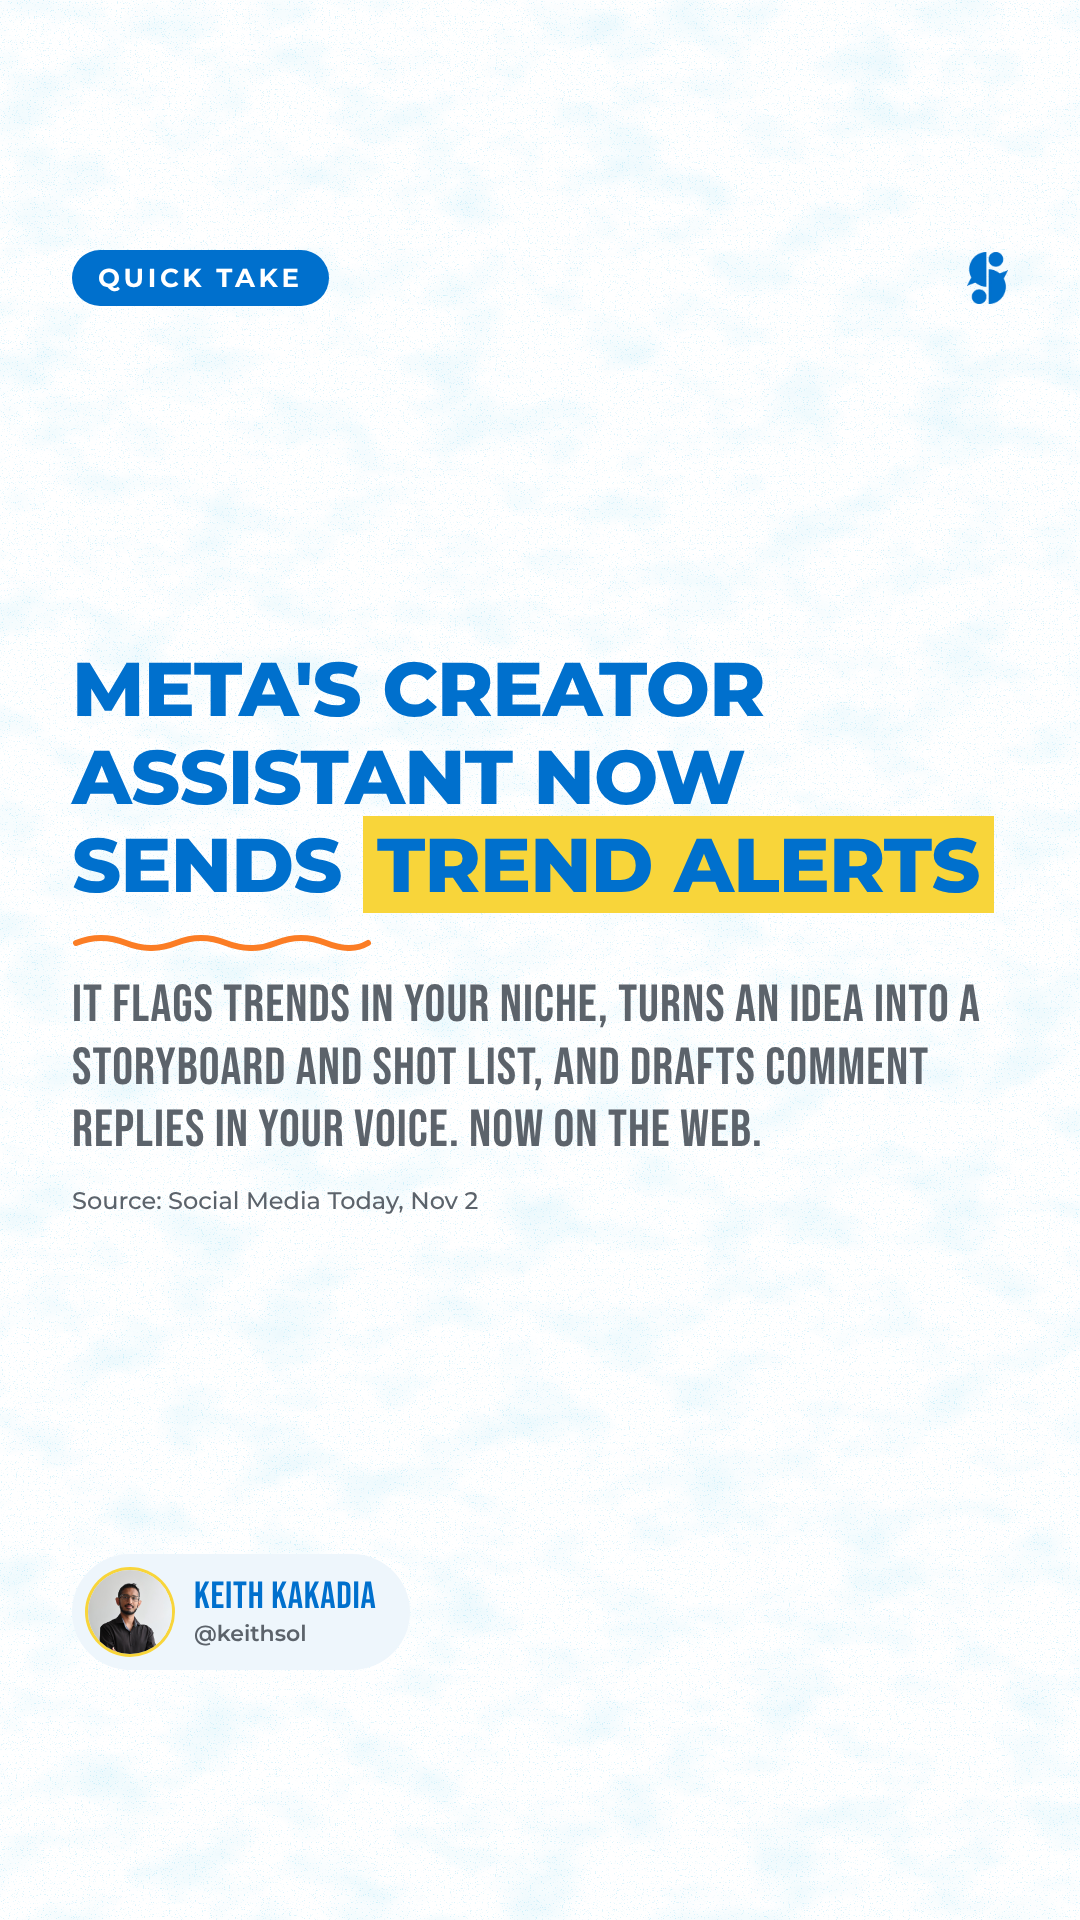 QUICK TAKE
META'S CREATOR
ASSISTANT NOW
SENDS TREND ALERTS
IT FLAGS TRENDS IN YOUR NICHE, TURNS AN IDEA INTO A
STORYBOARD AND SHOT LIST, AND DRAFTS COMMENT
REPLIES IN YOUR VOICE. NOW ON THE WEB.
Source: Social Media Today, Nov 2
KEITH KAKADIA
@keithsol